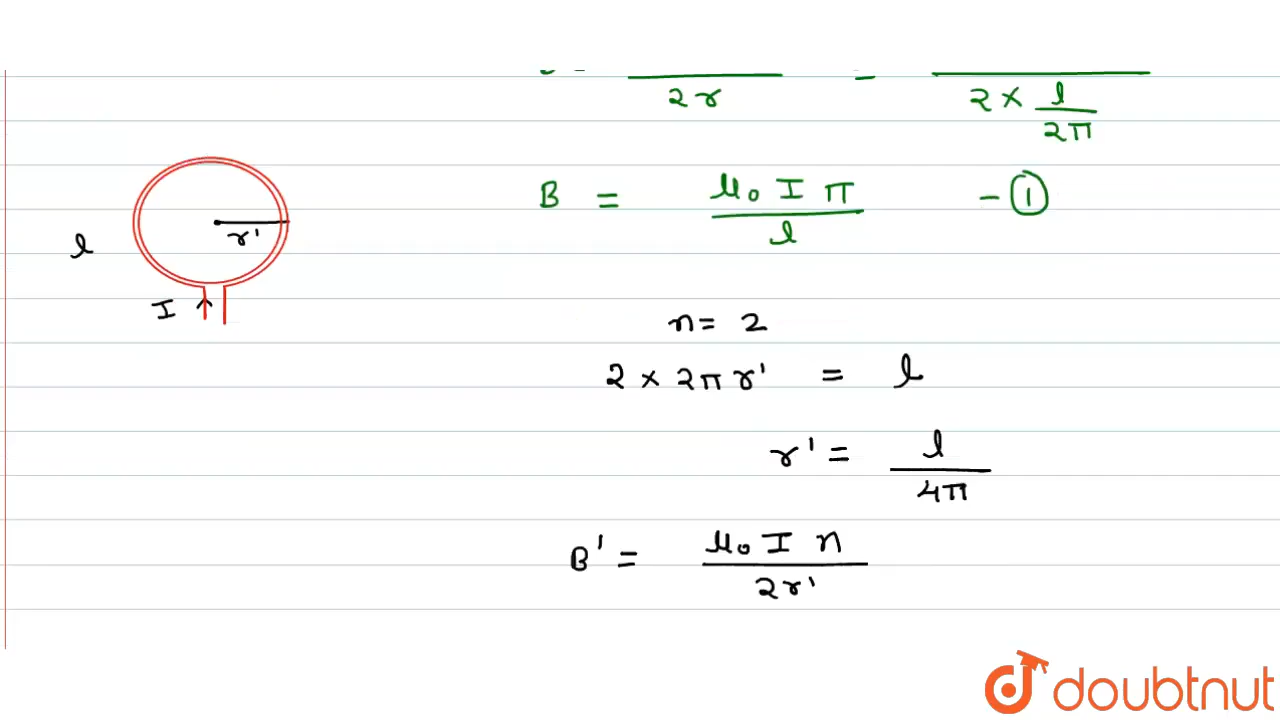 2r = 2 × l/2π
B = μ₀ I π / l - ①
r'
l
I
n = 2
2 × 2π r' = l
r' = l / 4π
B' = μ₀ I n / 2r'
doubtnut